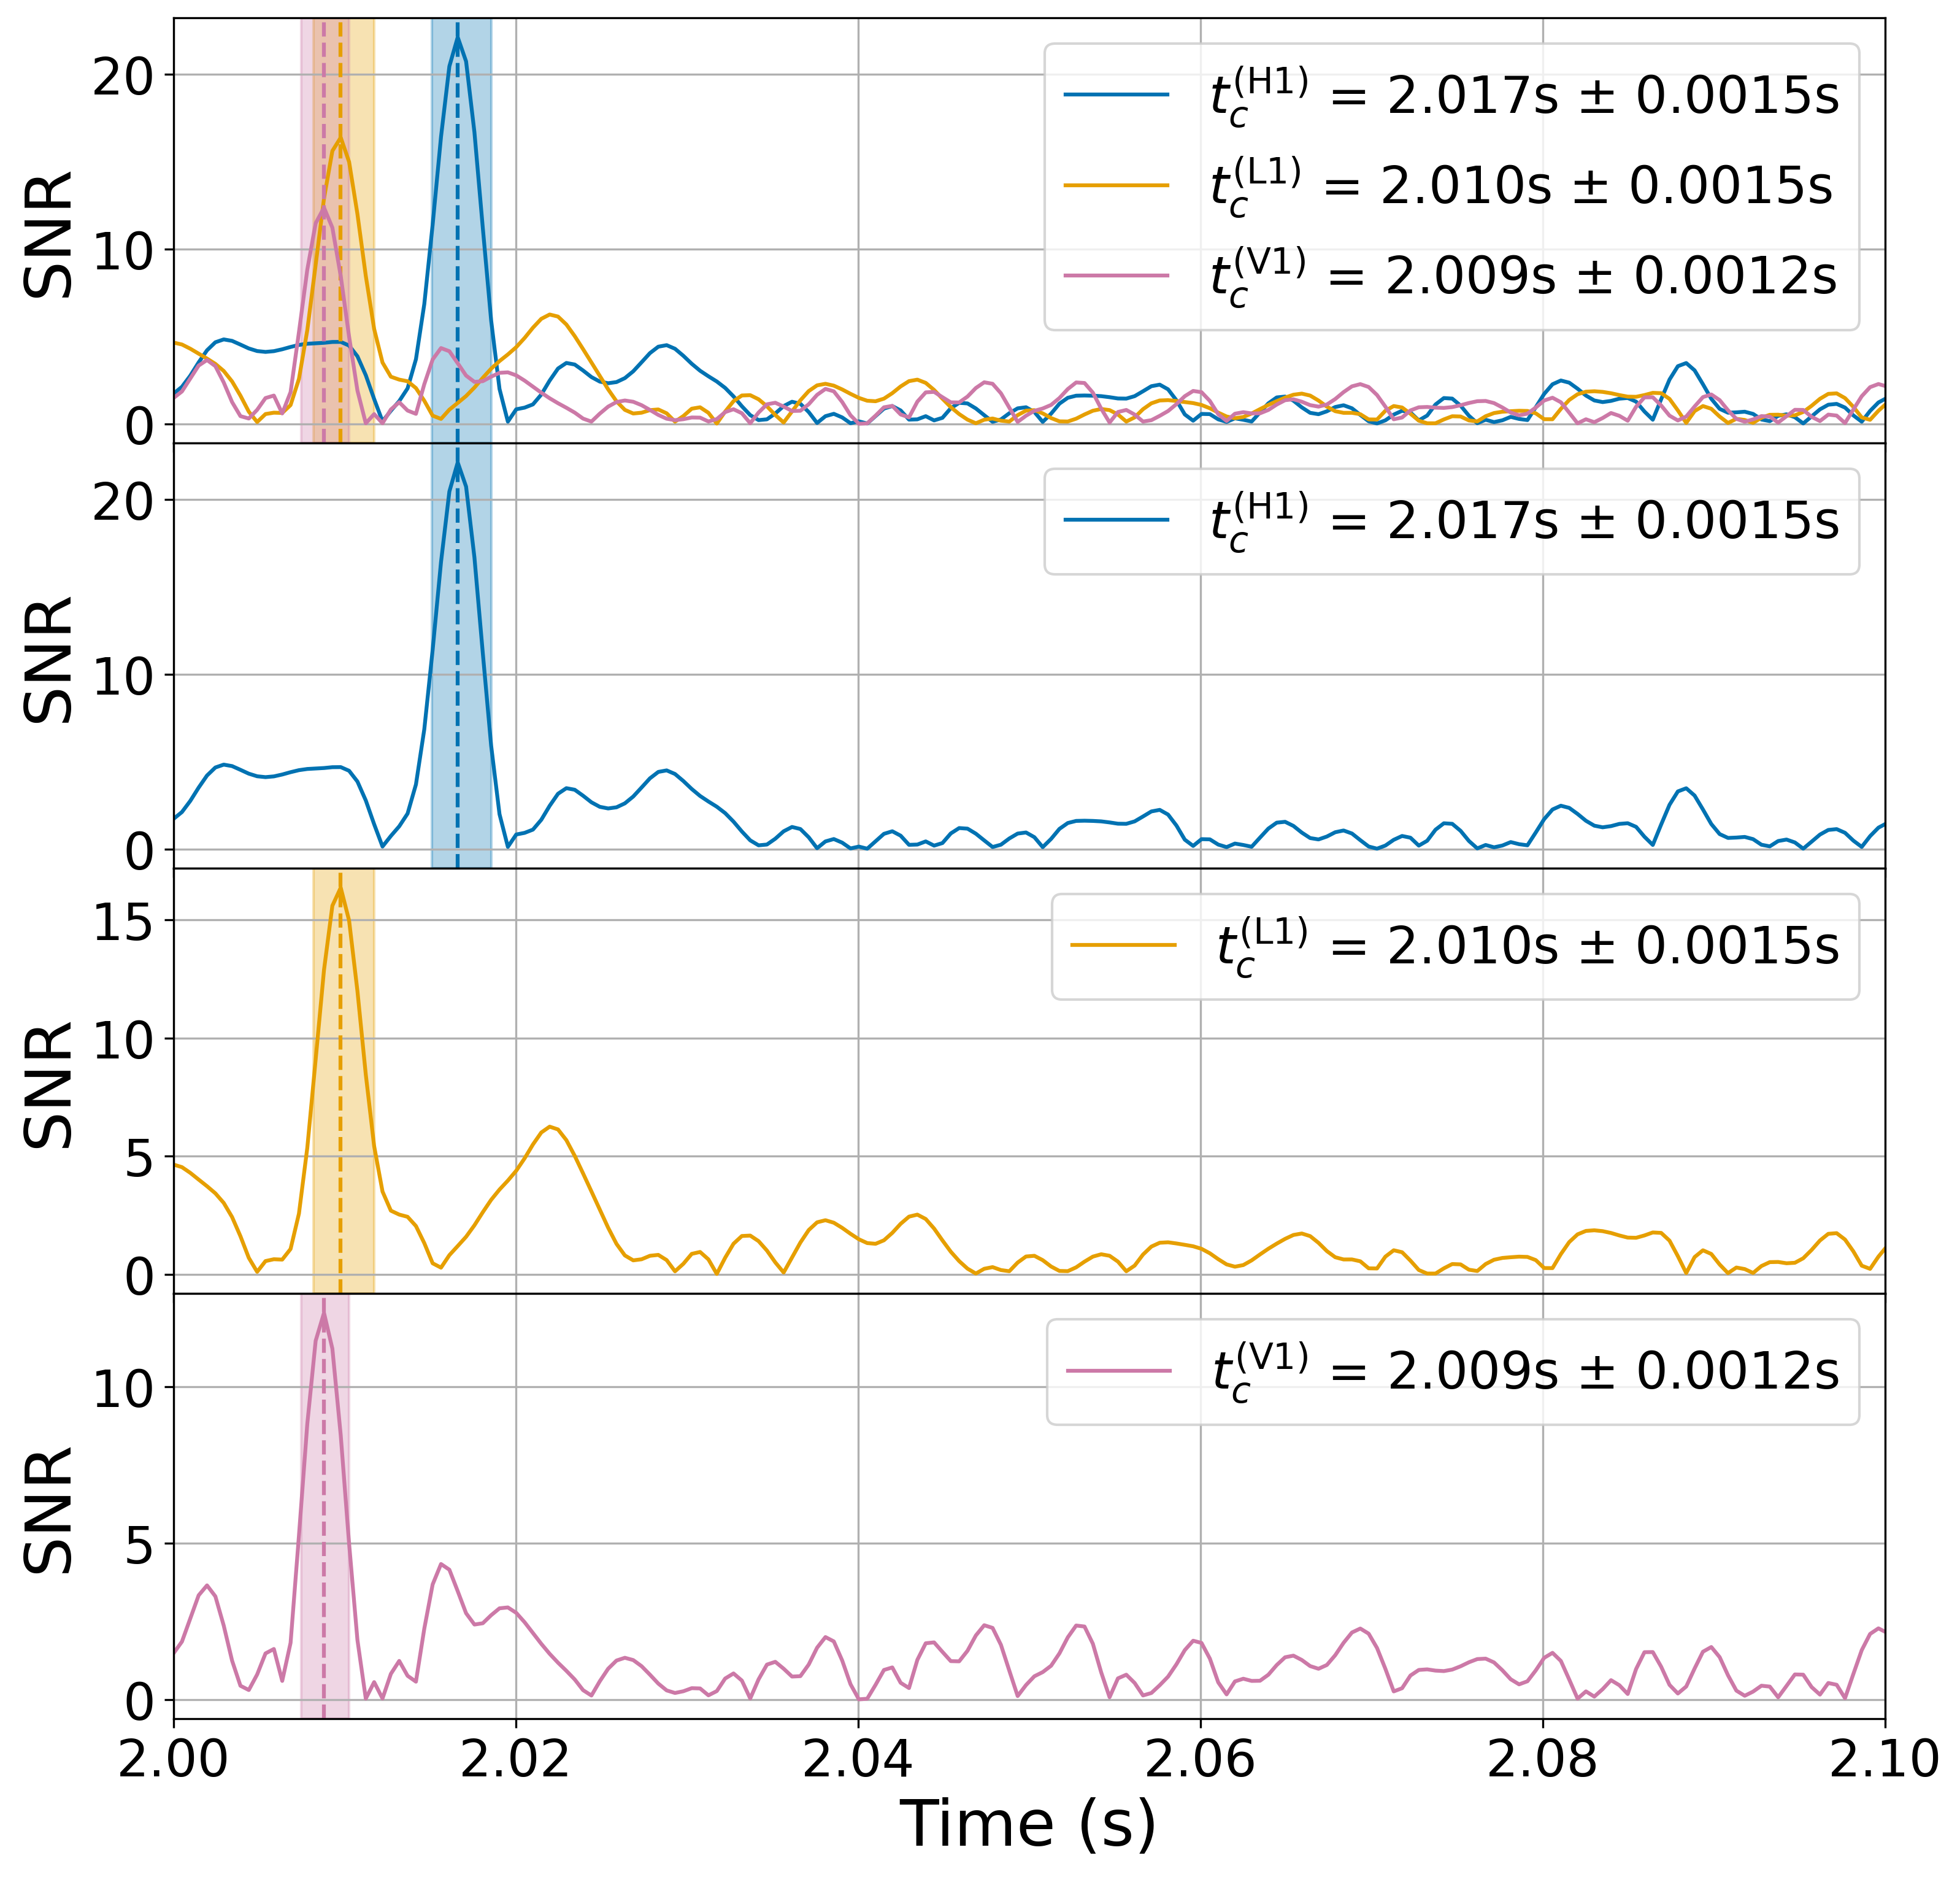 SNR
20
10
0
t_c^(H1) = 2.017s ± 0.0015s
t_c^(L1) = 2.010s ± 0.0015s
t_c^(V1) = 2.009s ± 0.0012s
SNR
20
10
0
t_c^(H1) = 2.017s ± 0.0015s
SNR
15
10
5
0
t_c^(L1) = 2.010s ± 0.0015s
SNR
10
5
0
t_c^(V1) = 2.009s ± 0.0012s
2.00 2.02 2.04 2.06 2.08 2.10
Time (s)